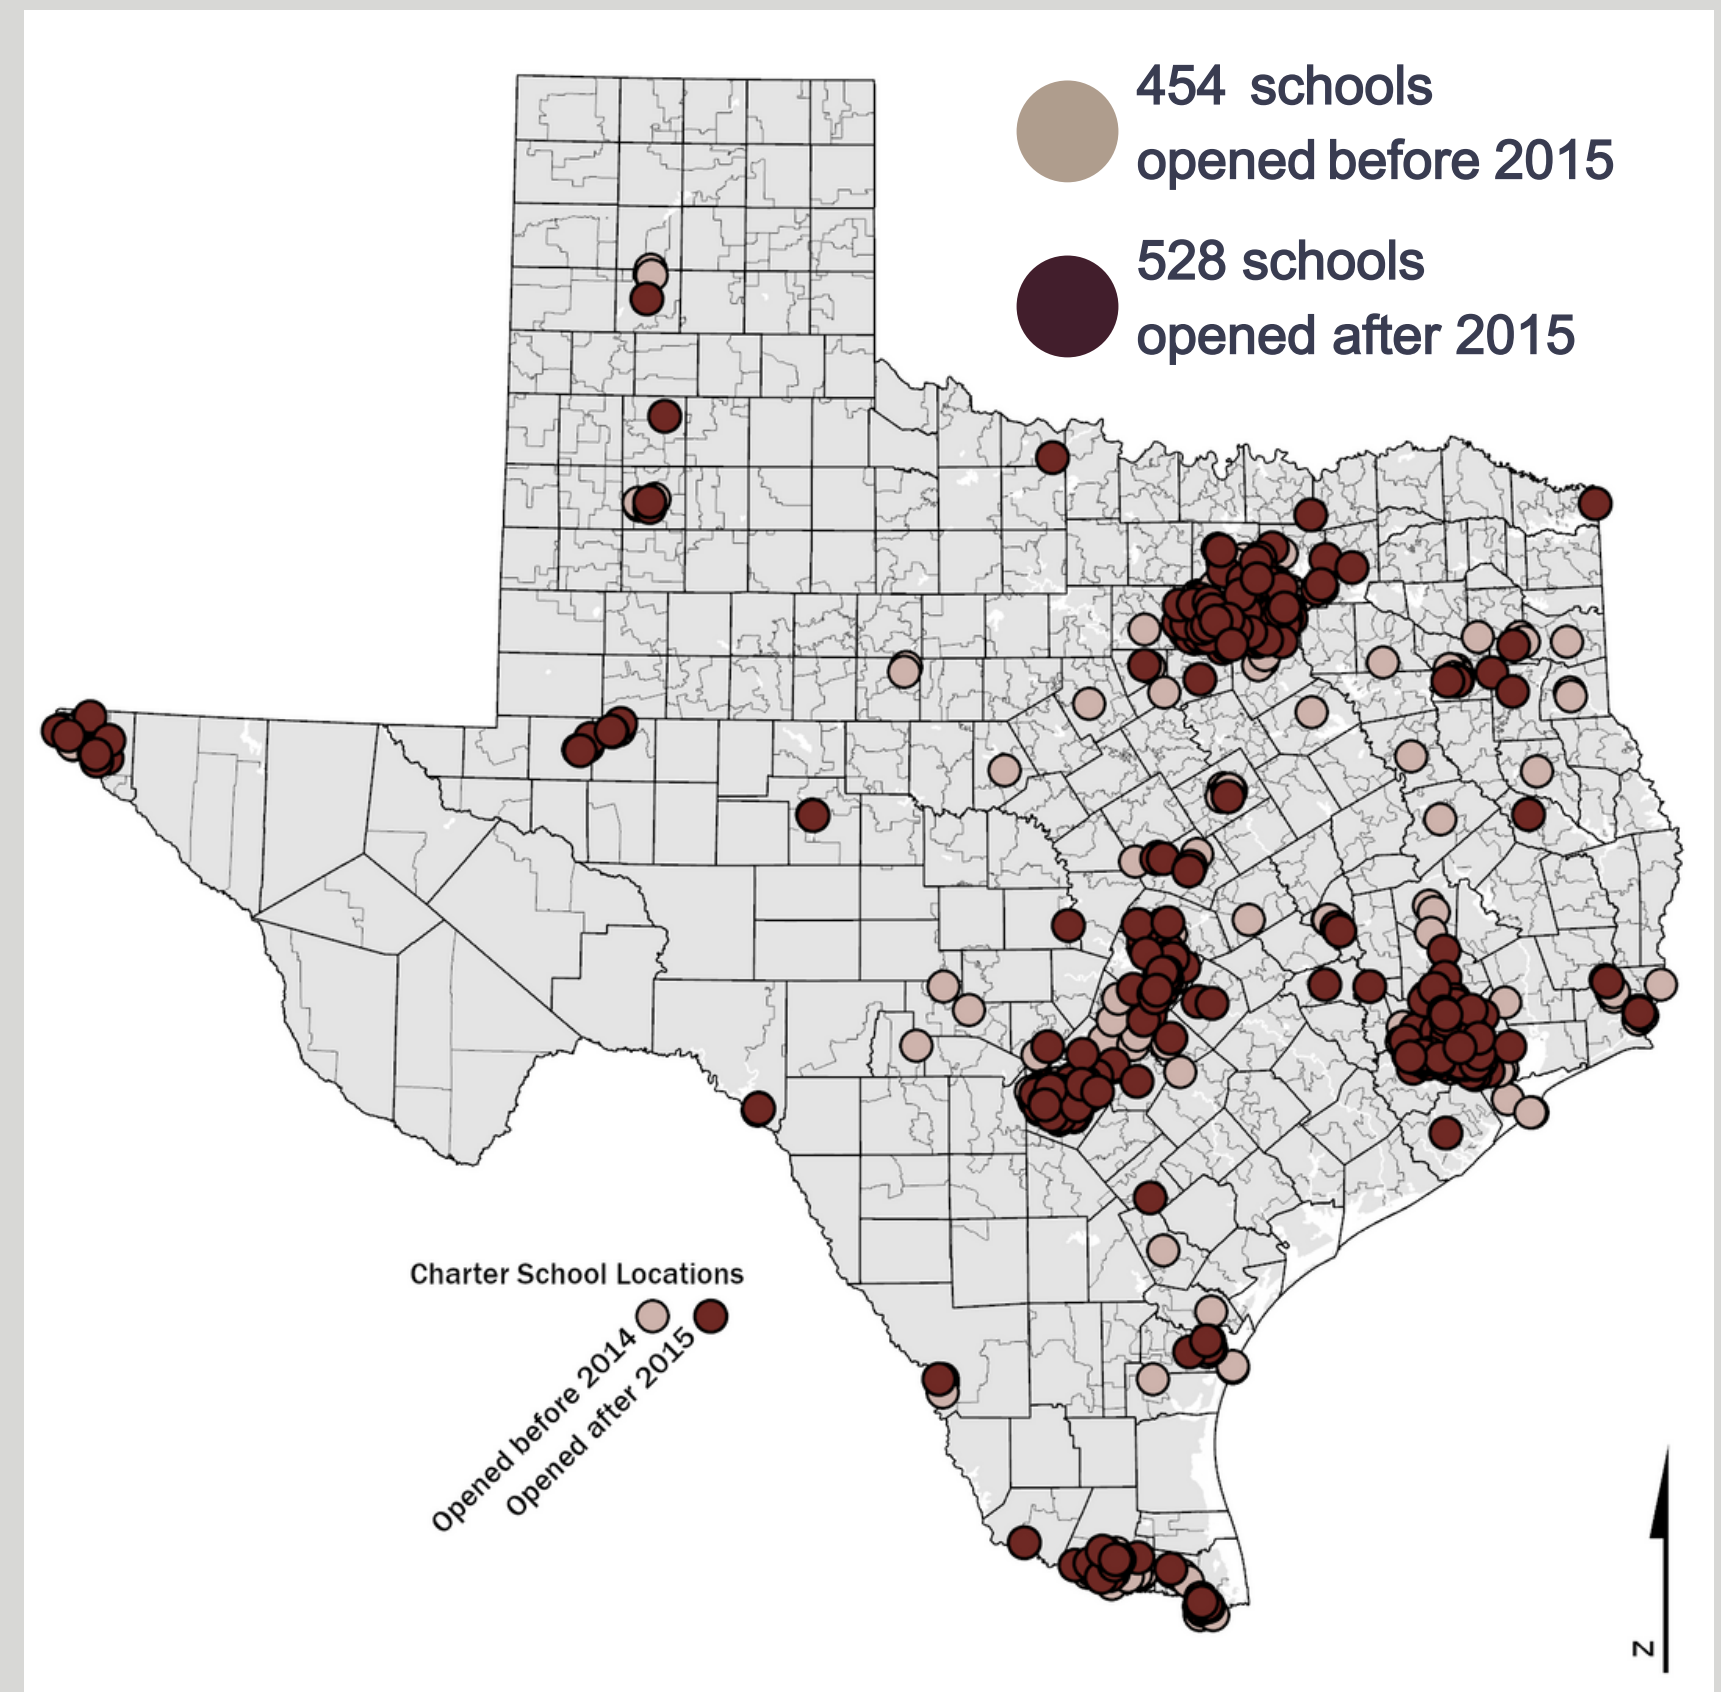 454 schools
opened before 2015
528 schools
opened after 2015
Charter School Locations
Opened before 2014
Opened after 2015
N